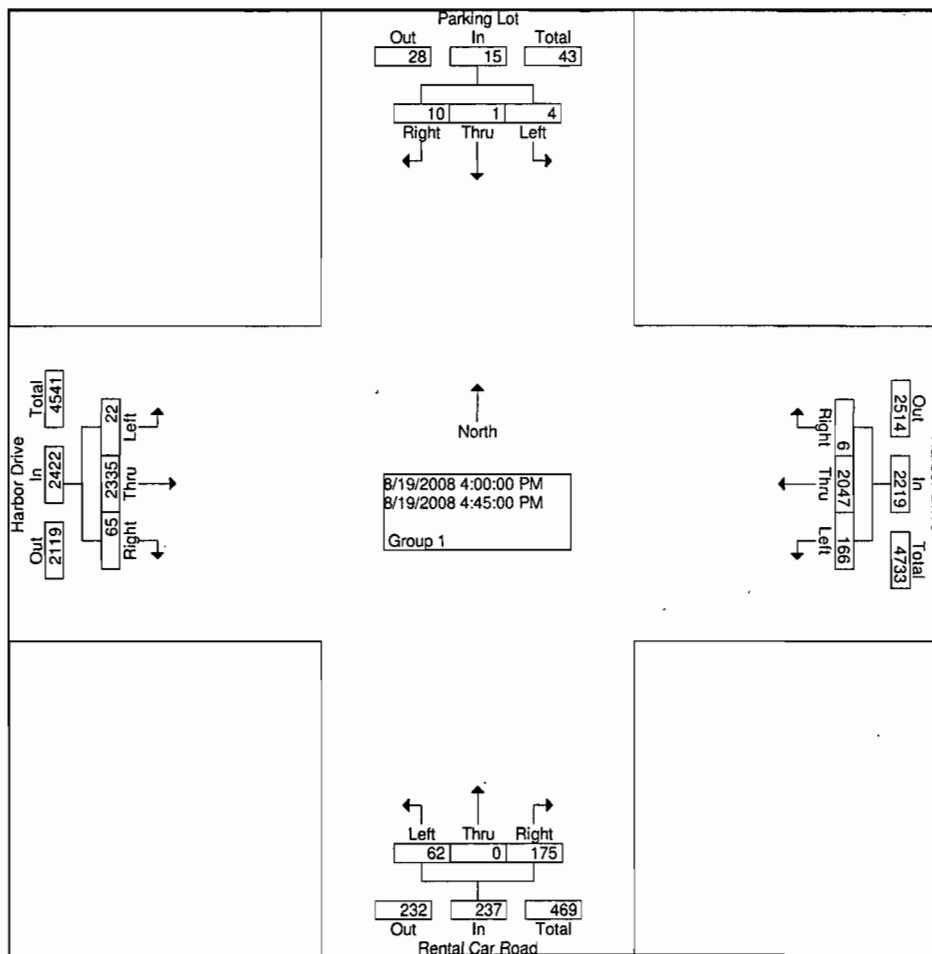 Parking Lot
Out In Total
28 15 43
10 1 4
Right Thru Left
Harbor Drive
Out In Total
2119 2422 4541
22 2335 65
Left Thru Right
North
8/19/2008 4:00:00 PM
8/19/2008 4:45:00 PM
Group 1
Right Thru Left
6 2047 166
Out In Total
2514 2219 4733
Left Thru Right
62 0 175
232 237 469
Out In Total
Rental Car Road